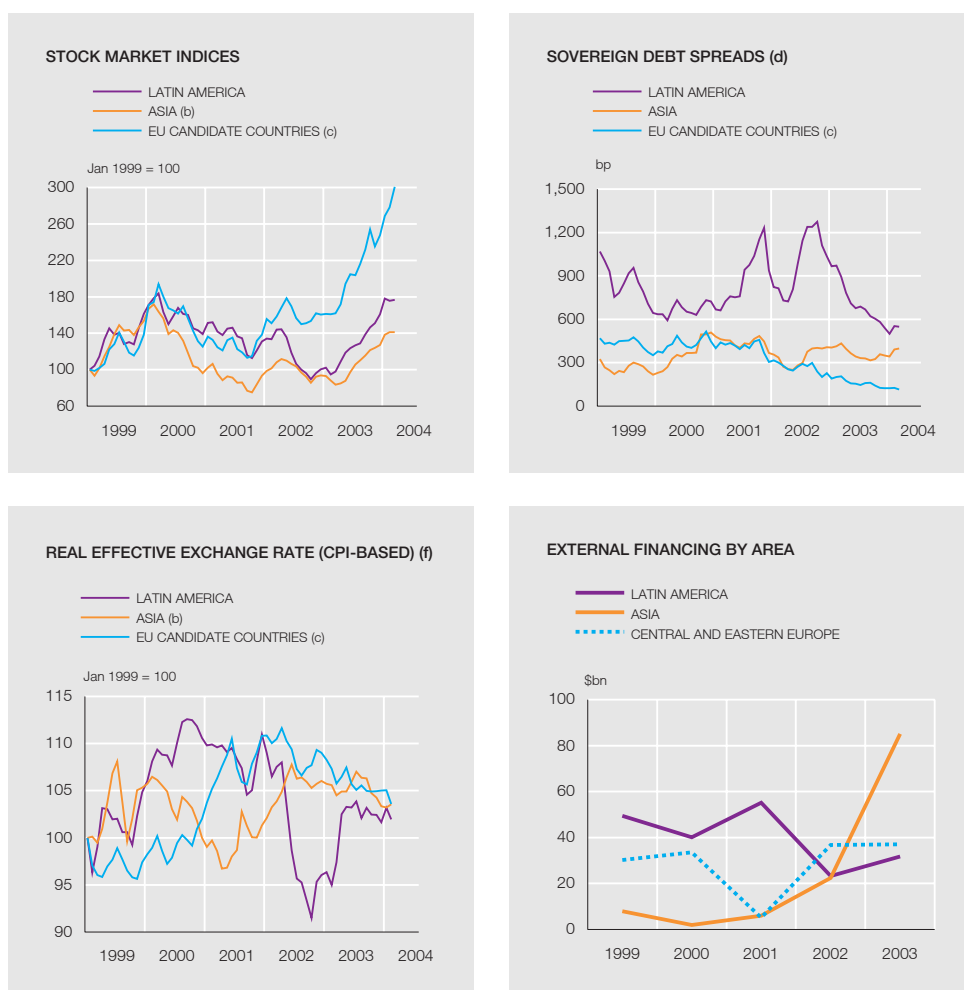 STOCK MARKET INDICES
LATIN AMERICA
ASIA (b)
EU CANDIDATE COUNTRIES (c)
Jan 1999 = 100
300
260
220
180
140
100
60
1999 2000 2001 2002 2003 2004
SOVEREIGN DEBT SPREADS (d)
LATIN AMERICA
ASIA
EU CANDIDATE COUNTRIES (c)
bp
1,500
1,200
900
600
300
0
1999 2000 2001 2002 2003 2004
REAL EFFECTIVE EXCHANGE RATE (CPI-BASED) (f)
LATIN AMERICA
ASIA (b)
EU CANDIDATE COUNTRIES (c)
Jan 1999 = 100
115
110
105
100
95
90
1999 2000 2001 2002 2003 2004
EXTERNAL FINANCING BY AREA
LATIN AMERICA
ASIA
CENTRAL AND EASTERN EUROPE
$bn
100
80
60
40
20
0
1999 2000 2001 2002 2003